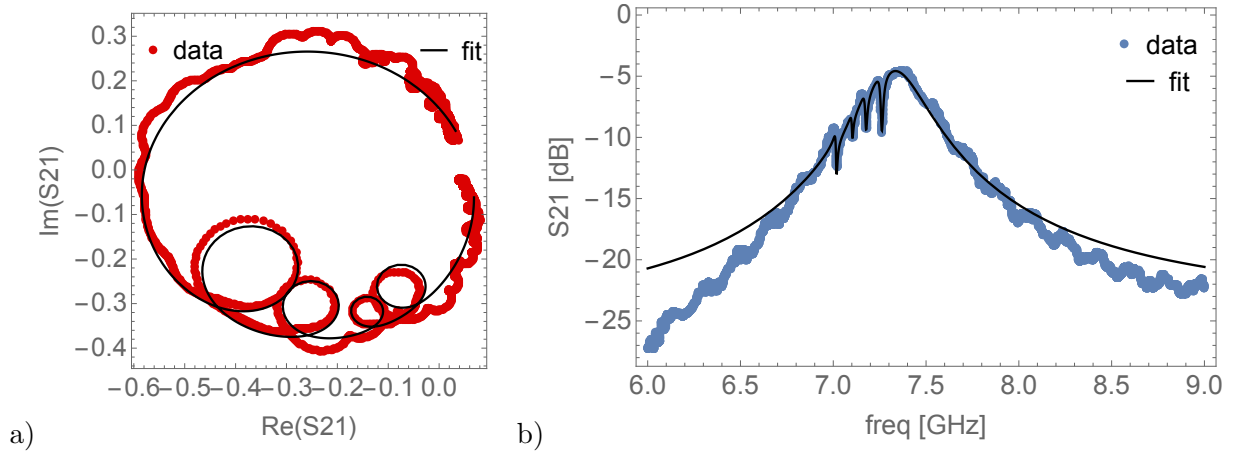 data
fit
0.3
0.2
0.1
0.0
−0.1
−0.2
−0.3
−0.4
Im(S21)
−0.6 −0.5 −0.4 −0.3 −0.2 −0.1 0.0
Re(S21)
a)
data
fit
0
−5
−10
−15
−20
−25
S21 [dB]
6.0 6.5 7.0 7.5 8.0 8.5 9.0
freq [GHz]
b)